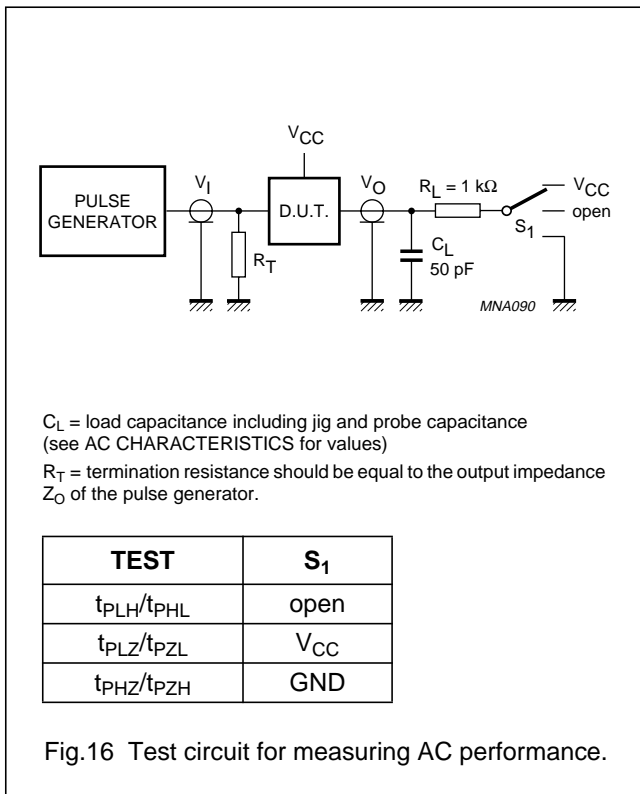 V_CC
PULSE
GENERATOR
V_I
R_T
D.U.T.
V_O
R_L = 1 kΩ
C_L
50 pF
S_1
V_CC
open
MNA090
C_L = load capacitance including jig and probe capacitance
(see AC CHARACTERISTICS for values)
R_T = termination resistance should be equal to the output impedance
Z_O of the pulse generator.
TEST S_1
t_PLH/t_PHL open
t_PLZ/t_PZL V_CC
t_PHZ/t_PZH GND
Fig.16 Test circuit for measuring AC performance.